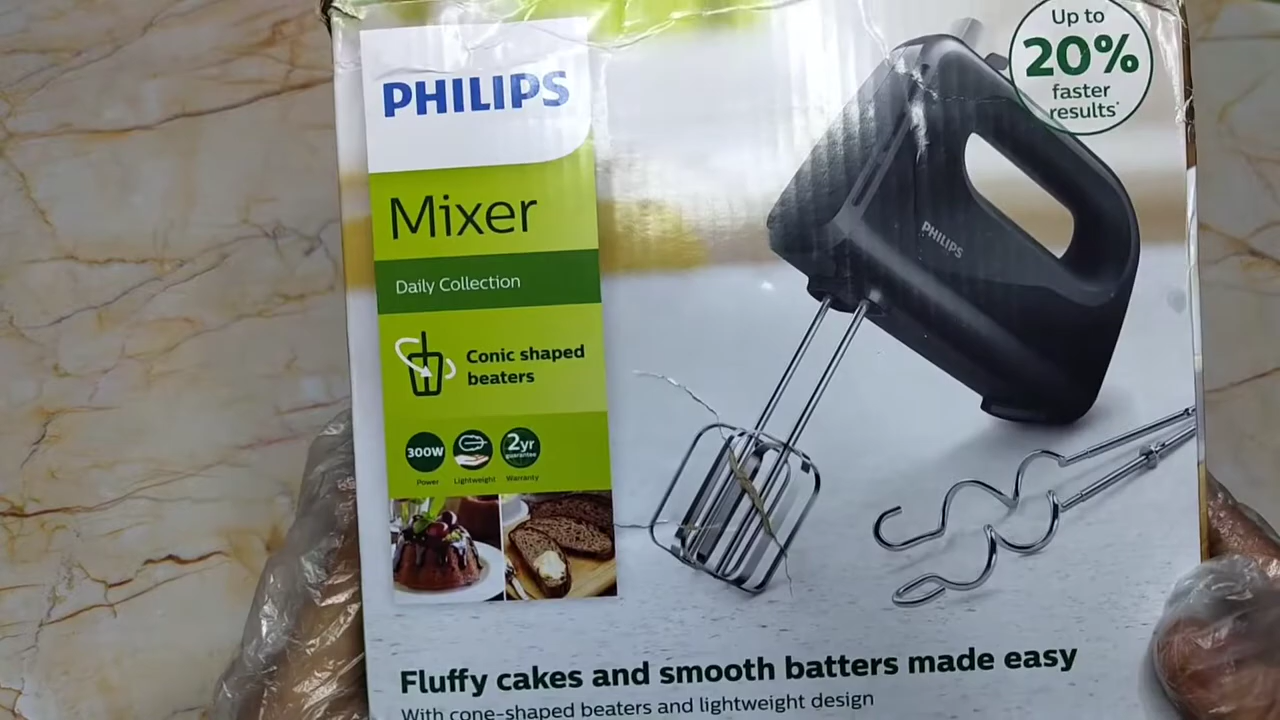 PHILIPS
Mixer
Daily Collection
Conic shaped
beaters
300W
Power
Lightweight
2yr
guarantee
Warranty
Up to
20%
faster
results*
PHILIPS
Fluffy cakes and smooth batters made easy
With cone-shaped beaters and lightweight design